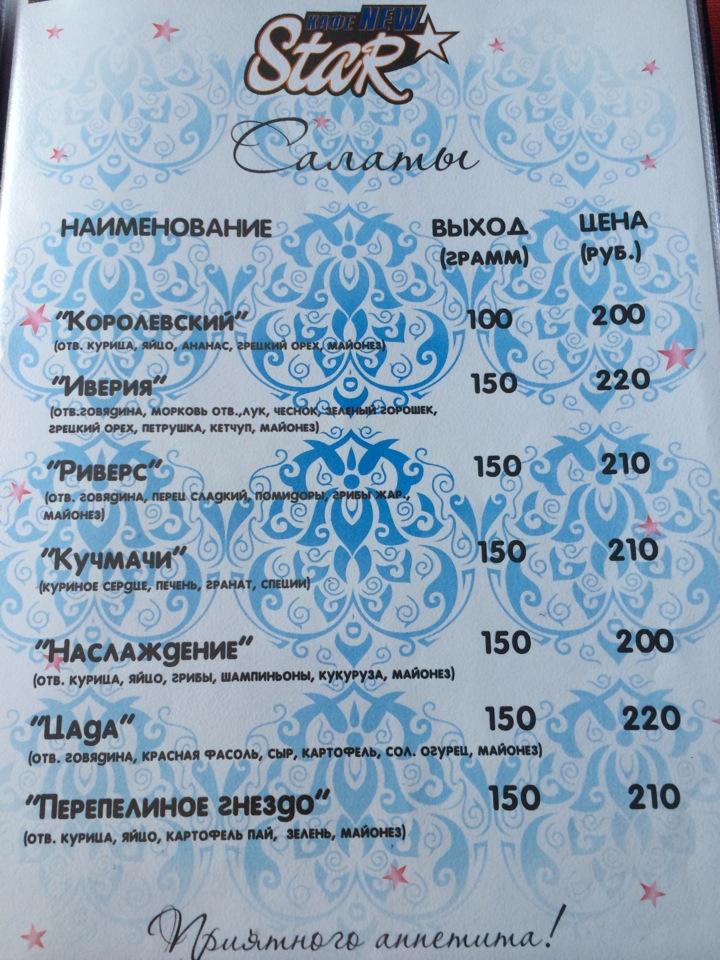 КАФЕ NEW
StaR
Салаты
НАИМЕНОВАНИЕ ВЫХОД ЦЕНА
(ГРАММ) (РУБ.)
"КОРОЛЕВСКИЙ" 100 200
(ОТВ. КУРИЦА, ЯЙЦО, АНАНАС, ГРЕЦКИЙ ОРЕХ, МАЙОНЕЗ)
"ИВЕРИЯ" 150 220
(ОТВ.ГОВЯДИНА, МОРКОВЬ ОТВ.,ЛУК, ЧЕСНОК, ЗЕЛЕНЫЙ ГОРОШЕК,
ГРЕЦКИЙ ОРЕХ, ПЕТРУШКА, КЕТЧУП, МАЙОНЕЗ)
"РИВЕРС" 150 210
(ОТВ. ГОВЯДИНА, ПЕРЕЦ СЛАДКИЙ, ПОМИДОРЫ, ГРИБЫ ЖАР.,
МАЙОНЕЗ)
"КУЧМАЧИ" 150 210
(КУРИНОЕ СЕРДЦЕ, ПЕЧЕНЬ, ГРАНАТ, СПЕЦИИ)
"НАСЛАЖДЕНИЕ" 150 200
(ОТВ. КУРИЦА, ЯЙЦО, ГРИБЫ, ШАМПИНЬОНЫ, КУКУРУЗА, МАЙОНЕЗ)
"ЦАДА" 150 220
(ОТВ. ГОВЯДИНА, КРАСНАЯ ФАСОЛЬ, СЫР, КАРТОФЕЛЬ, СОЛ. ОГУРЕЦ, МАЙОНЕЗ)
"ПЕРЕПЕЛИНОЕ ГНЕЗДО" 150 210
(ОТВ. КУРИЦА, ЯЙЦО, КАРТОФЕЛЬ ПАЙ, ЗЕЛЕНЬ, МАЙОНЕЗ)
Приятного аппетита!